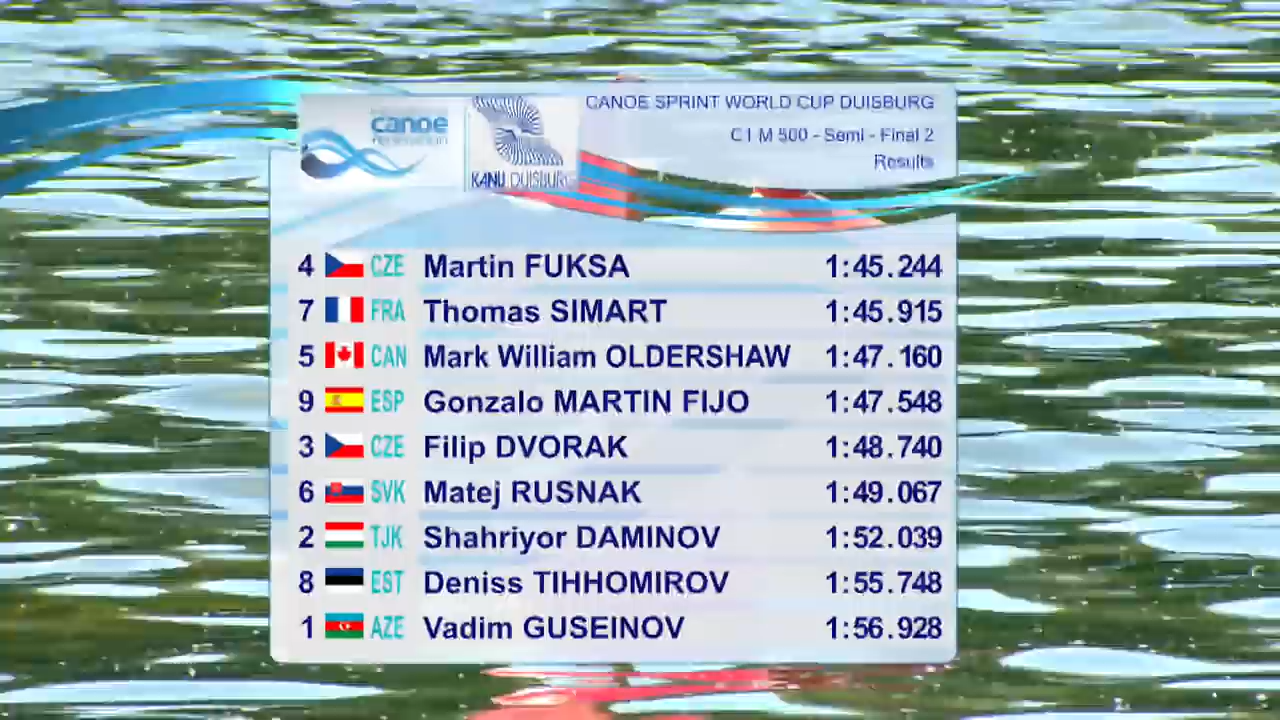 canoe
KANU DUISBURG
CANOE SPRINT WORLD CUP DUISBURG
C1 M 500 - Semi - Final 2
Results
4 CZE Martin FUKSA 1:45.244
7 FRA Thomas SIMART 1:45.915
5 CAN Mark William OLDERSHAW 1:47.160
9 ESP Gonzalo MARTIN FIJO 1:47.548
3 CZE Filip DVORAK 1:48.740
6 SVK Matej RUSNAK 1:49.067
2 TJK Shahriyor DAMINOV 1:52.039
8 EST Deniss TIHHOMIROV 1:55.748
1 AZE Vadim GUSEINOV 1:56.928